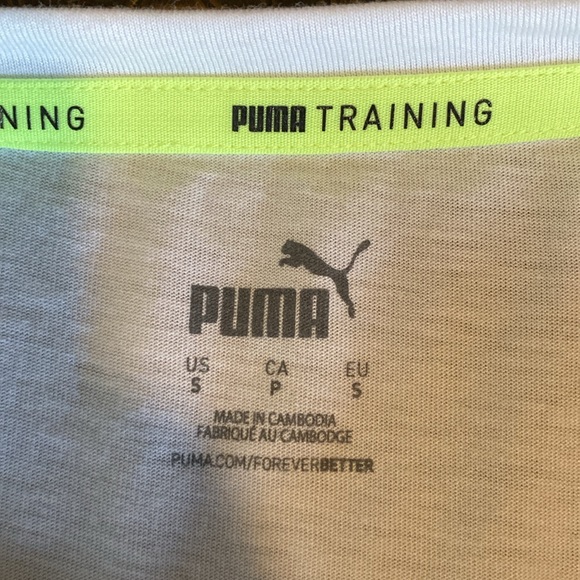 NING PUMA TRAINING
PUMA
US CA EU
S P S
MADE IN CAMBODIA
FABRIQUÉ AU CAMBODGE
PUMA.COM/FOREVERBETTER